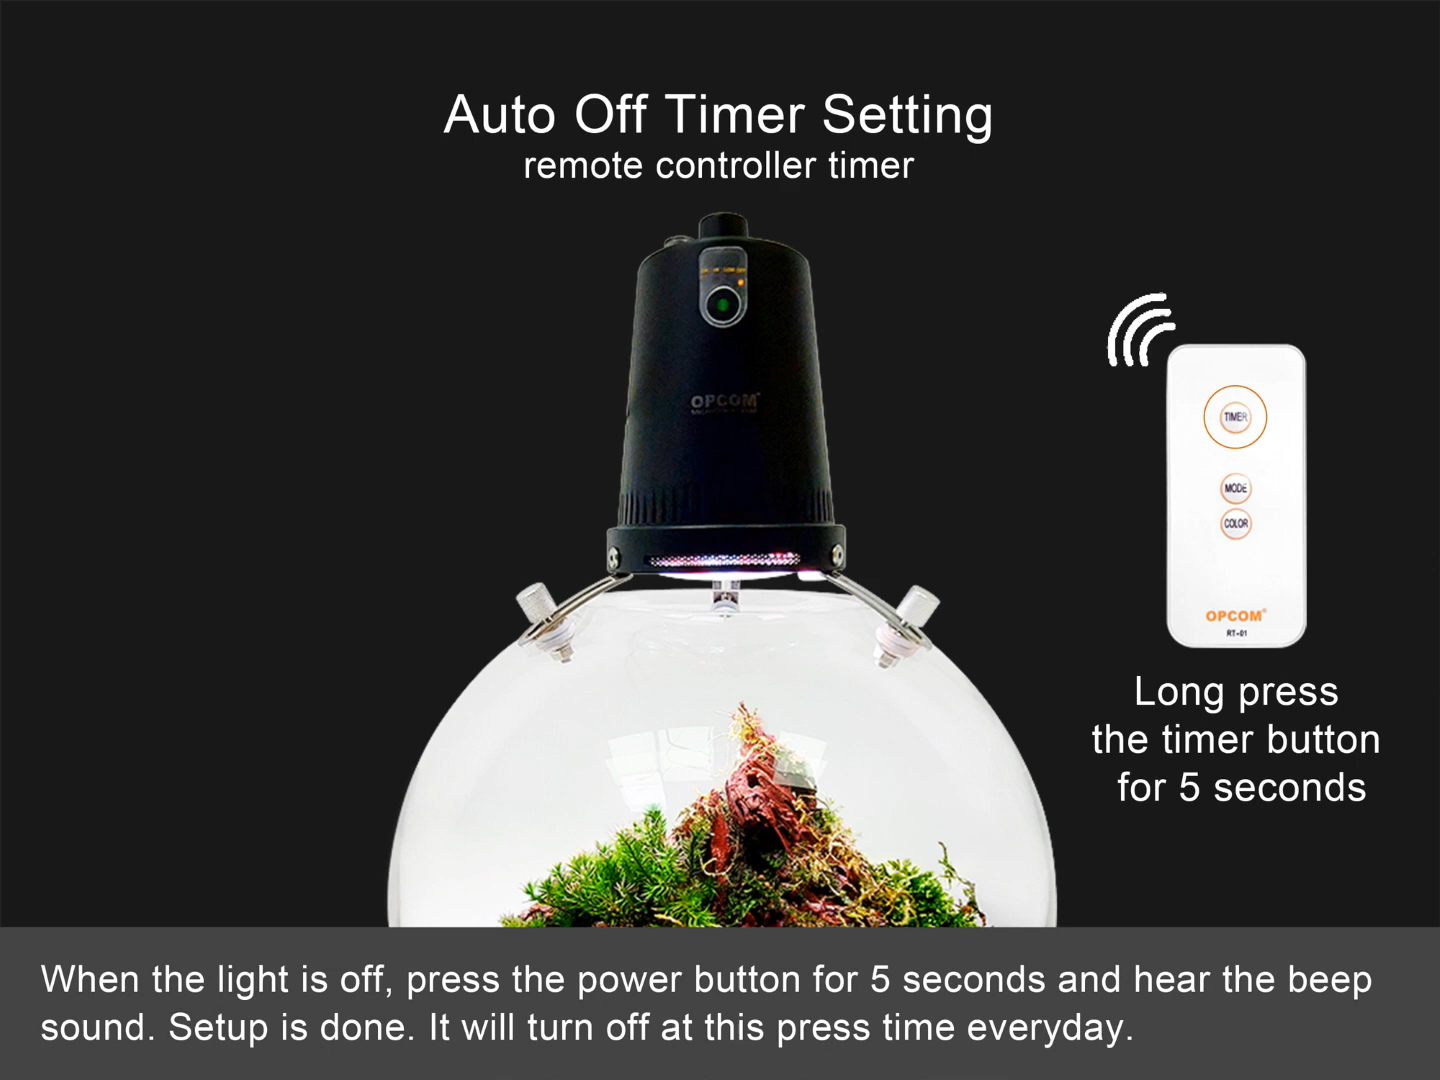 Auto Off Timer Setting
remote controller timer
OPCOM
TIMER
MODE
COLOR
OPCOM®
RT-01
Long press
the timer button
for 5 seconds
When the light is off, press the power button for 5 seconds and hear the beep
sound. Setup is done. It will turn off at this press time everyday.